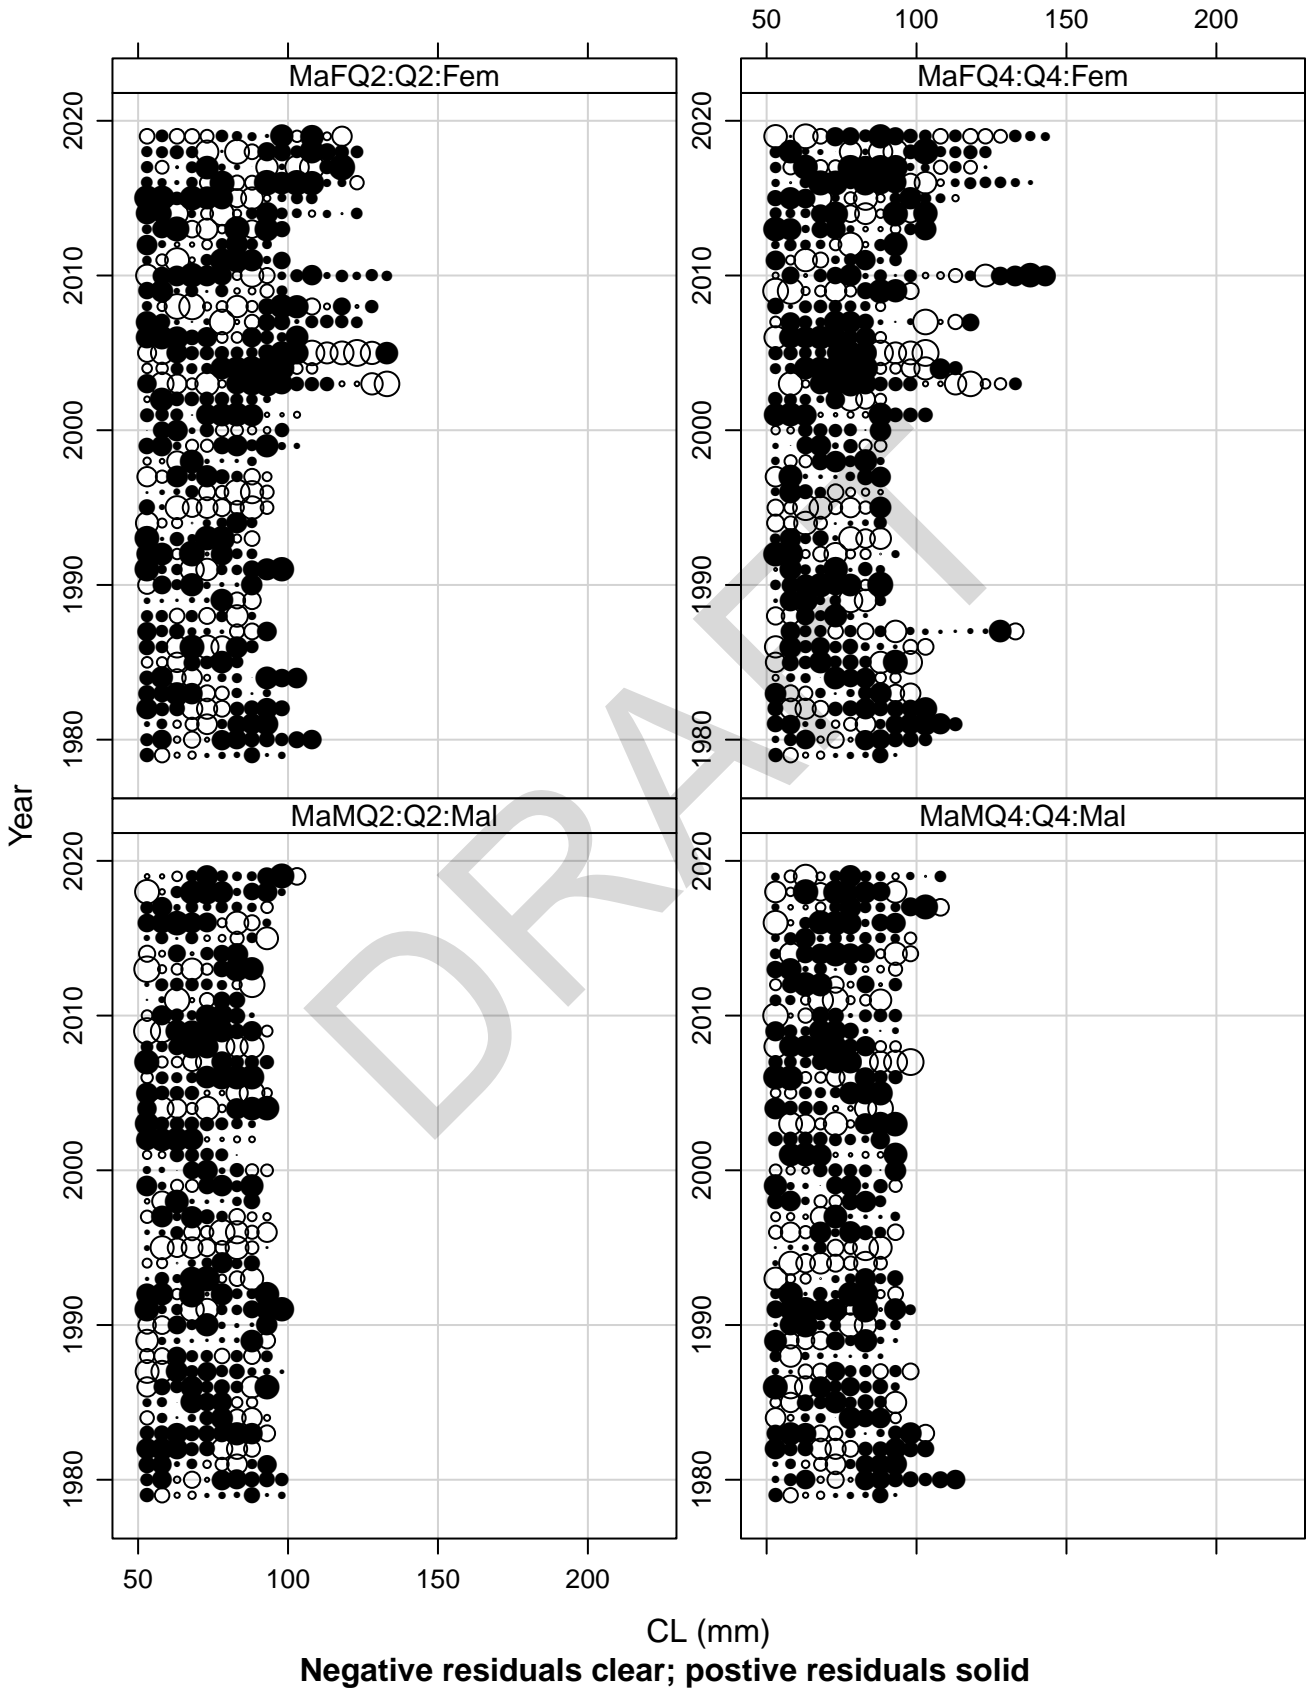 50 100 150 200
MaFQ2:Q2:Fem MaFQ4:Q4:Fem
2020 2020
2010 2010
2000 2000
1990 1990
1980 1980
Year
MaMQ2:Q2:Mal MaMQ4:Q4:Mal
2020 2020
2010 2010
2000 2000
1990 1990
1980 1980
DRAFT
50 100 150 200
CL (mm)
Negative residuals clear; postive residuals solid